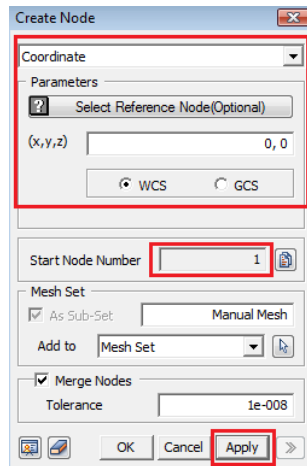 Create Node
Coordinate
Parameters
? Select Reference Node(Optional)
(x,y,z) 0, 0
WCS GCS
Start Node Number 1
Mesh Set
As Sub-Set Manual Mesh
Add to Mesh Set
Merge Nodes
Tolerance 1e-008
OK Cancel Apply >>